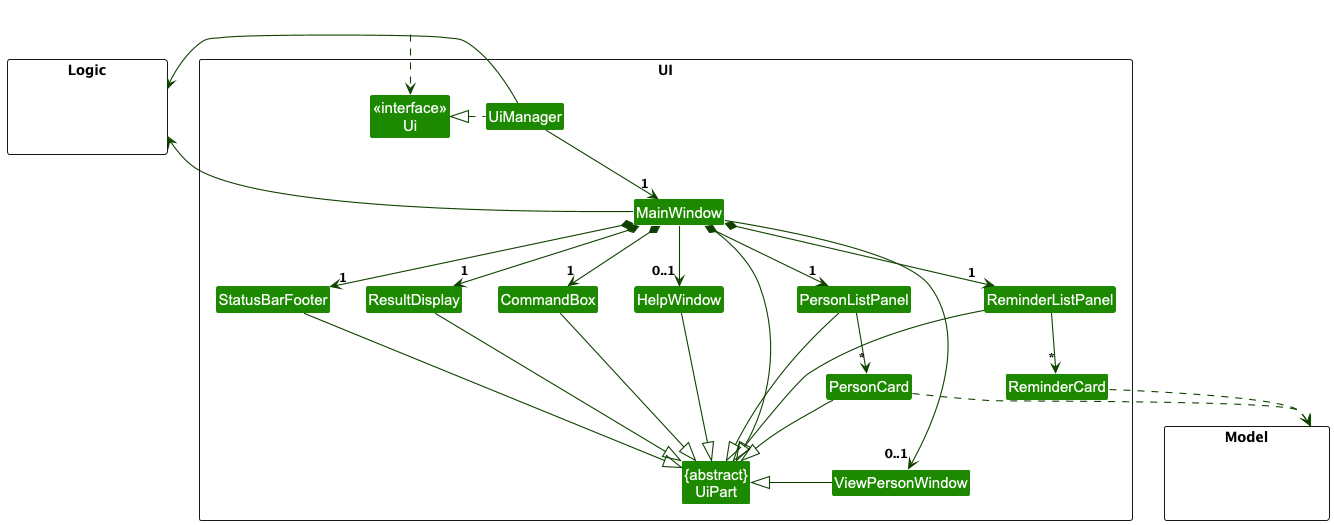 Logic
UI
«interface»
Ui
UiManager
1
MainWindow
1
1
1
0..1
1
1
StatusBarFooter
ResultDisplay
CommandBox
HelpWindow
PersonListPanel
ReminderListPanel
*
*
PersonCard
ReminderCard
Model
0..1
{abstract}
UiPart
ViewPersonWindow